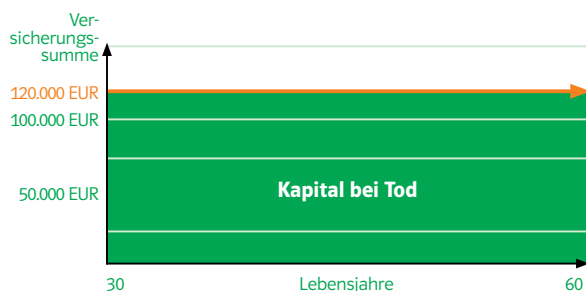 Ver-
sicherungs-
summe
120.000 EUR
100.000 EUR
50.000 EUR
Kapital bei Tod
30 Lebensjahre 60